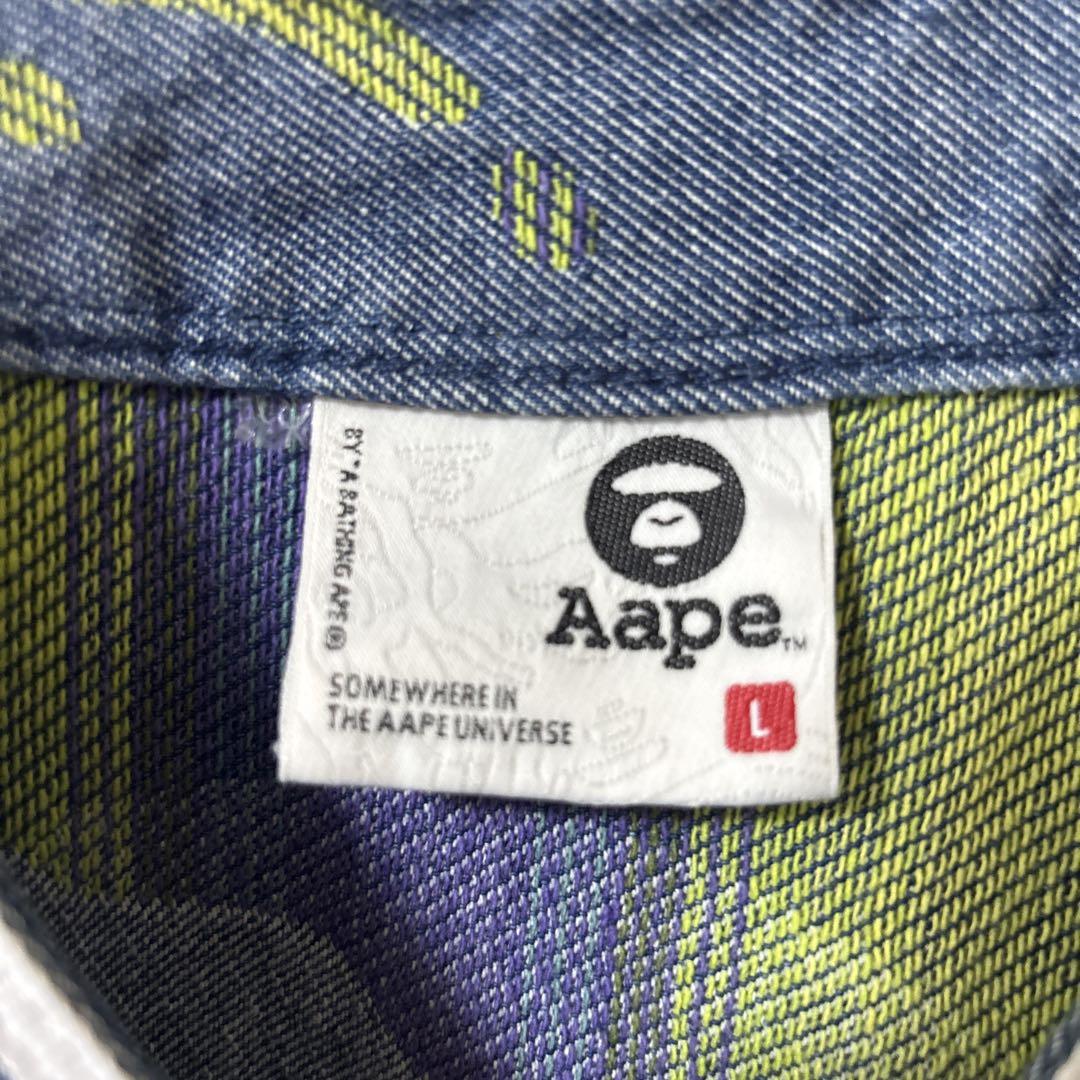 BY *A BATHING APE®
Aape™
SOMEWHERE IN
THE AAPE UNIVERSE
L